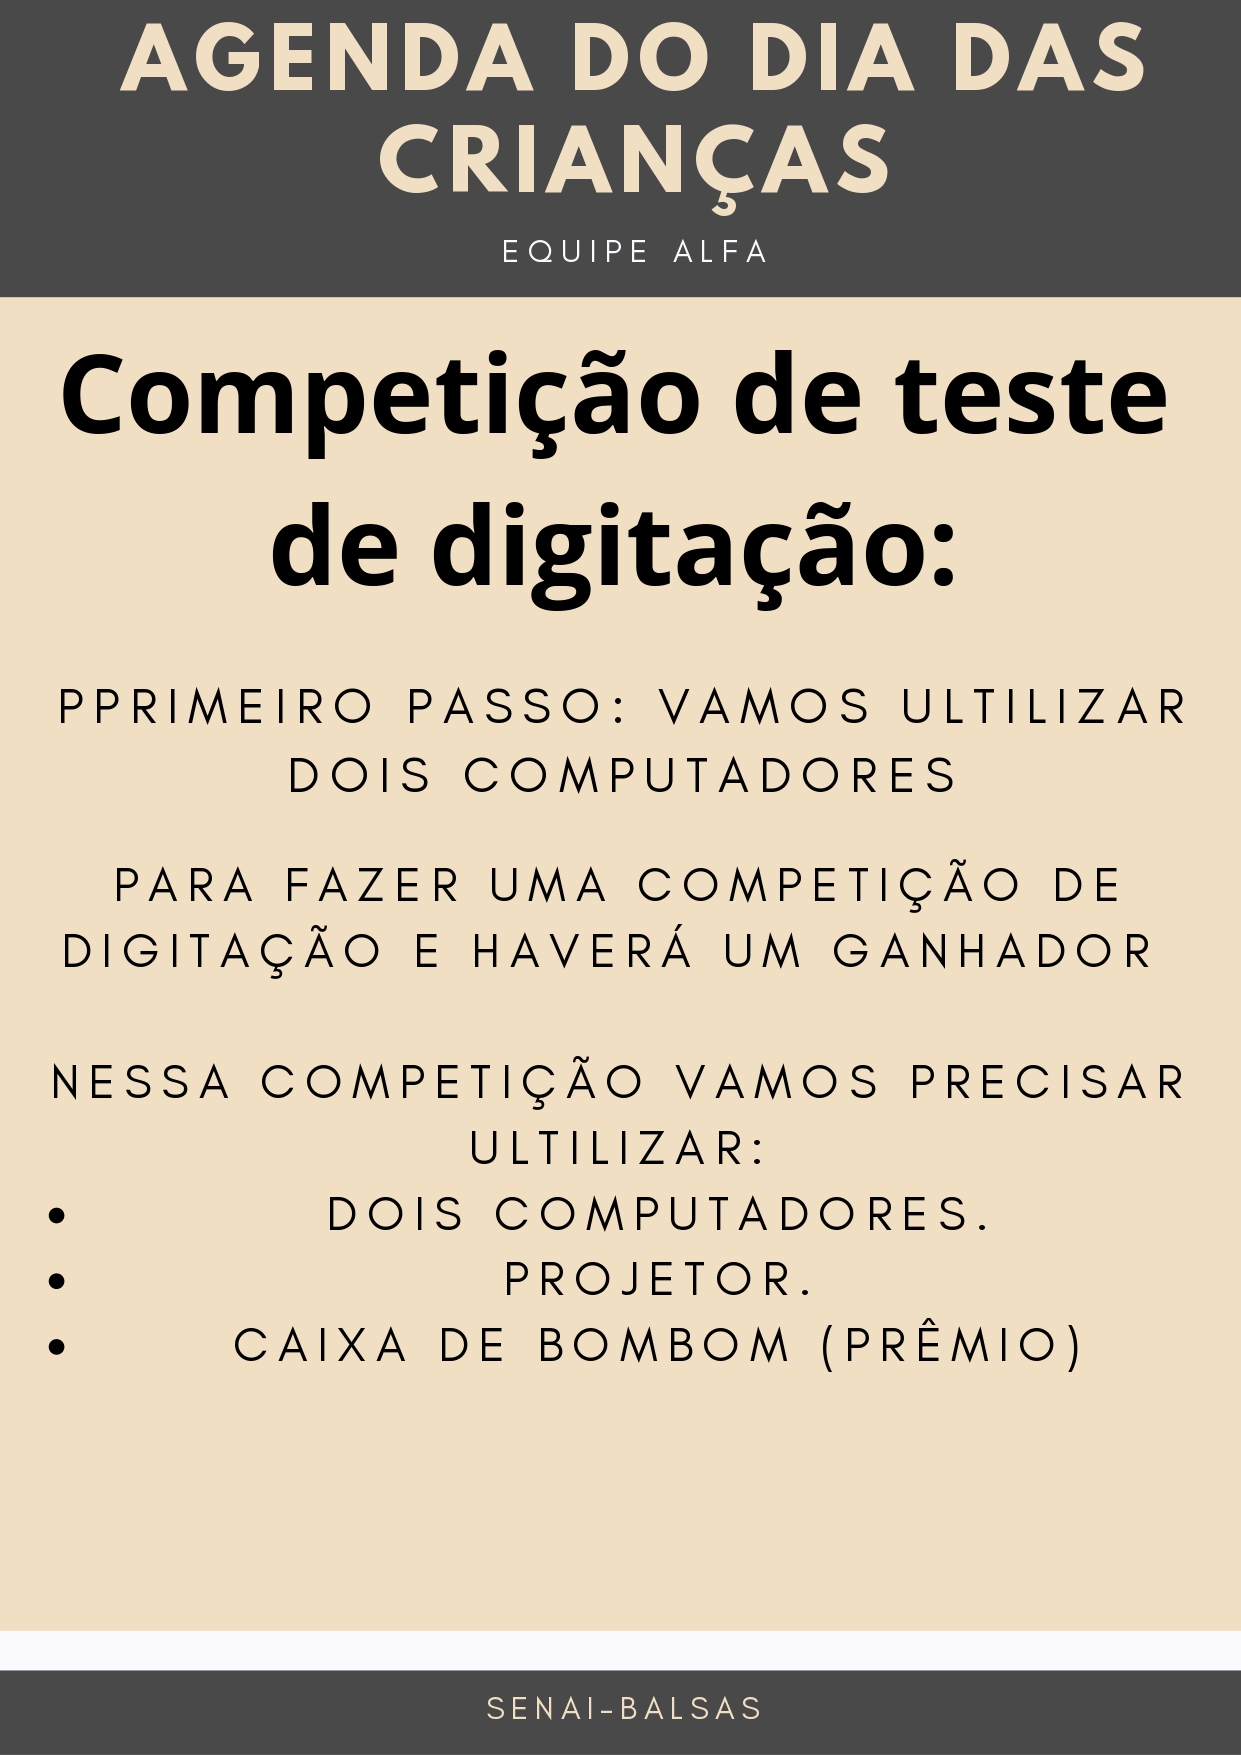 AGENDA DO DIA DAS
CRIANÇAS
EQUIPE ALFA
Competição de teste
de digitação:
PPRIMEIRO PASSO: VAMOS ULTILIZAR
DOIS COMPUTADORES
PARA FAZER UMA COMPETIÇÃO DE
DIGITAÇÃO E HAVERÁ UM GANHADOR
NESSA COMPETIÇÃO VAMOS PRECISAR
ULTILIZAR:
• DOIS COMPUTADORES.
• PROJETOR.
• CAIXA DE BOMBOM (PRÊMIO)
SENAI-BALSAS